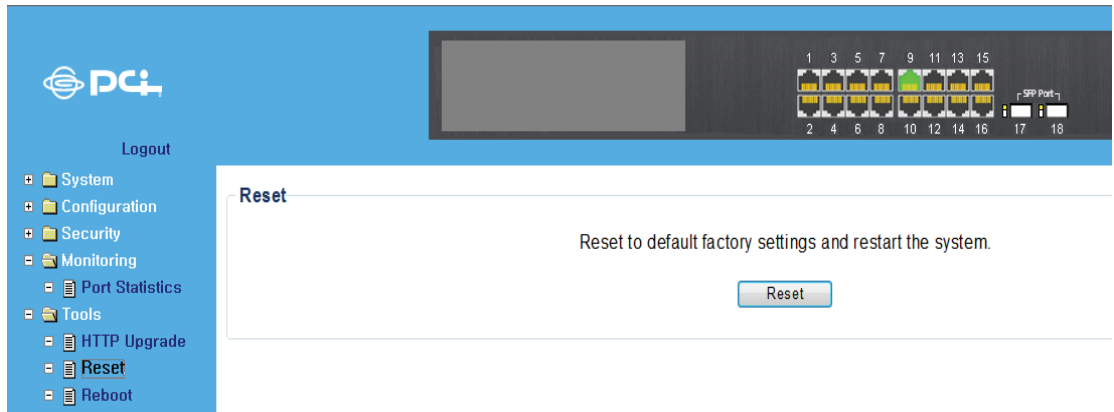 PCi
1 3 5 7 9 11 13 15
SFP Port
2 4 6 8 10 12 14 16 17 18
Logout
System
Configuration
Security
Monitoring
Port Statistics
Tools
HTTP Upgrade
Reset
Reboot
Reset
Reset to default factory settings and restart the system.
Reset